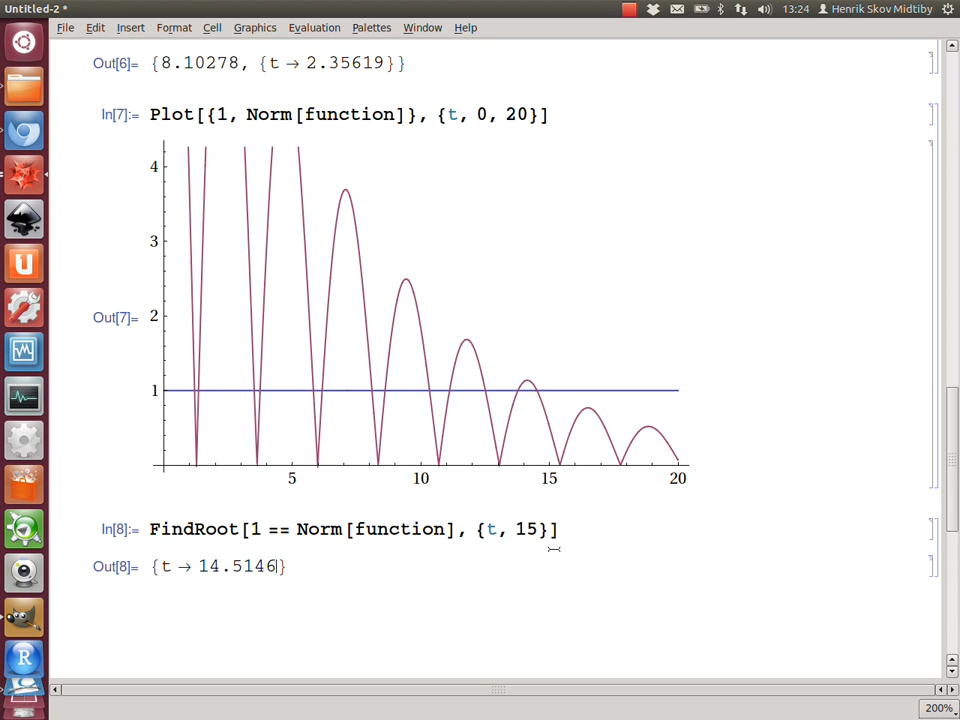 Untitled-2 *
13:24 Henrik Skov Midtiby
File Edit Insert Format Cell Graphics Evaluation Palettes Window Help
Out[6]= {8.10278, {t → 2.35619}}
In[7]:= Plot[{1, Norm[function]}, {t, 0, 20}]
4
3
Out[7]= 2
1
5 10 15 20
In[8]:= FindRoot[1 == Norm[function], {t, 15}]
Out[8]= {t → 14.5146}
R
200%